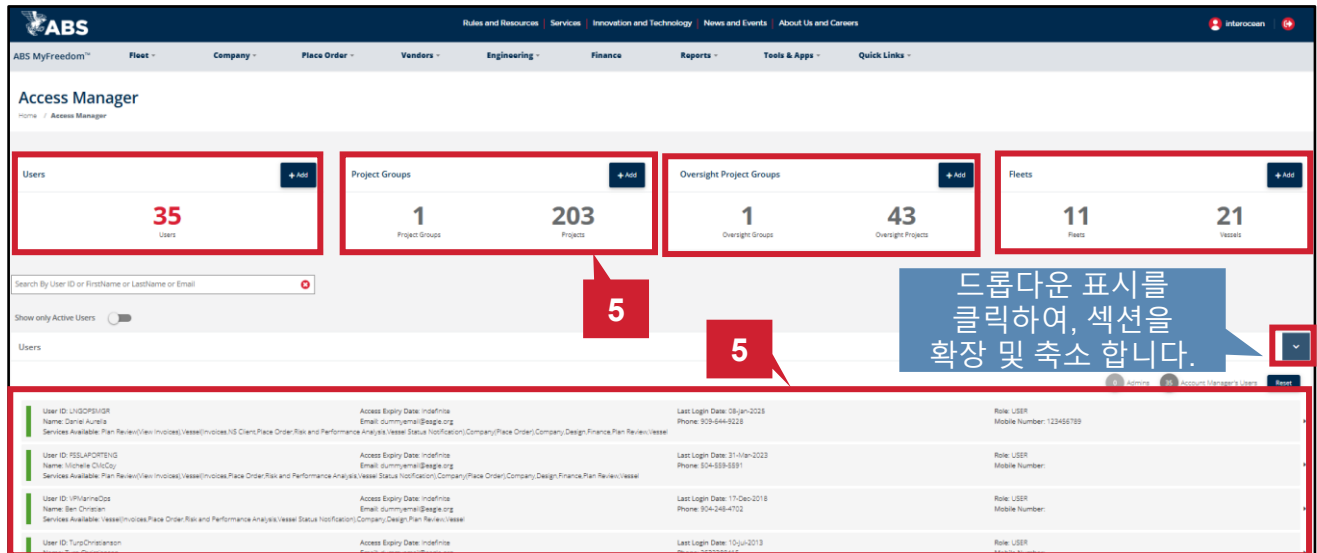 ABS
Rules and Resources | Services | Innovation and Technology | News and Events | About Us and Careers
interocean
ABS MyFreedom™ Fleet Company Place Order Vendors Engineering Finance Reports Tools & Apps Quick Links
Access Manager
Home / Access Manager
Users + Add Project Groups + Add Oversight Project Groups + Add Fleets + Add
35 1 203 1 43 11 21
Users Project Groups Projects Oversight Groups Oversight Projects Fleets Vessels
Search By User ID or FirstName or LastName or Email
드롭다운 표시를
클릭하여, 섹션을
확장 및 축소 합니다.
5
Show only Active Users
5
Users
0 Admins 35 Account Manager's Users Reset
User ID: LNGOPSMGR Access Expiry Date: Indefinite Last Login Date: 08-Jan-2025 Role: USER
Name: Daniel Aurelia Email: dummyemail@eagle.org Phone: 909-644-9228 Mobile Number: 123456789
Services Available: Plan Review(View Invoices),Vessel(Invoices,NS Client,Place Order,Risk and Performance Analysis,Vessel Status Notification),Company(Place Order),Company,Design,Finance,Plan Review,Vessel
User ID: PSSLAPORTENG Access Expiry Date: Indefinite Last Login Date: 31-Mar-2023 Role: USER
Name: Michelle CMcCoy Email: dummyemail@eagle.org Phone: 504-559-5591 Mobile Number:
Services Available: Plan Review(View Invoices),Vessel(Invoices,Place Order,Risk and Performance Analysis,Vessel Status Notification),Company(Place Order),Company,Design,Finance,Plan Review,Vessel
User ID: VPMarineOps Access Expiry Date: Indefinite Last Login Date: 17-Dec-2018 Role: USER
Name: Ben Christian Email: dummyemail@eagle.org Phone: 904-248-4702 Mobile Number:
Services Available: Vessel(Invoices,Place Order,Risk and Performance Analysis,Vessel Status Notification),Company,Design,Plan Review,Vessel
User ID: TurpChristianson Access Expiry Date: Indefinite Last Login Date: 10-Jul-2013 Role: USER